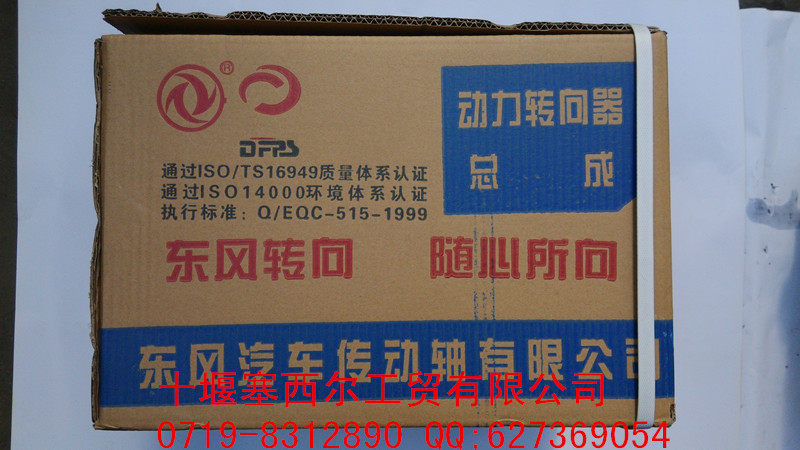 ®
DFPS
动力转向器
总 成
通过ISO/TS16949质量体系认证
通过ISO14000环境体系认证
执行标准：Q/EQC-515-1999
东风转向 随心所向
东风汽车传动轴有限公司
十堰塞西尔工贸有限公司
0719-8312890 QQ:627369054